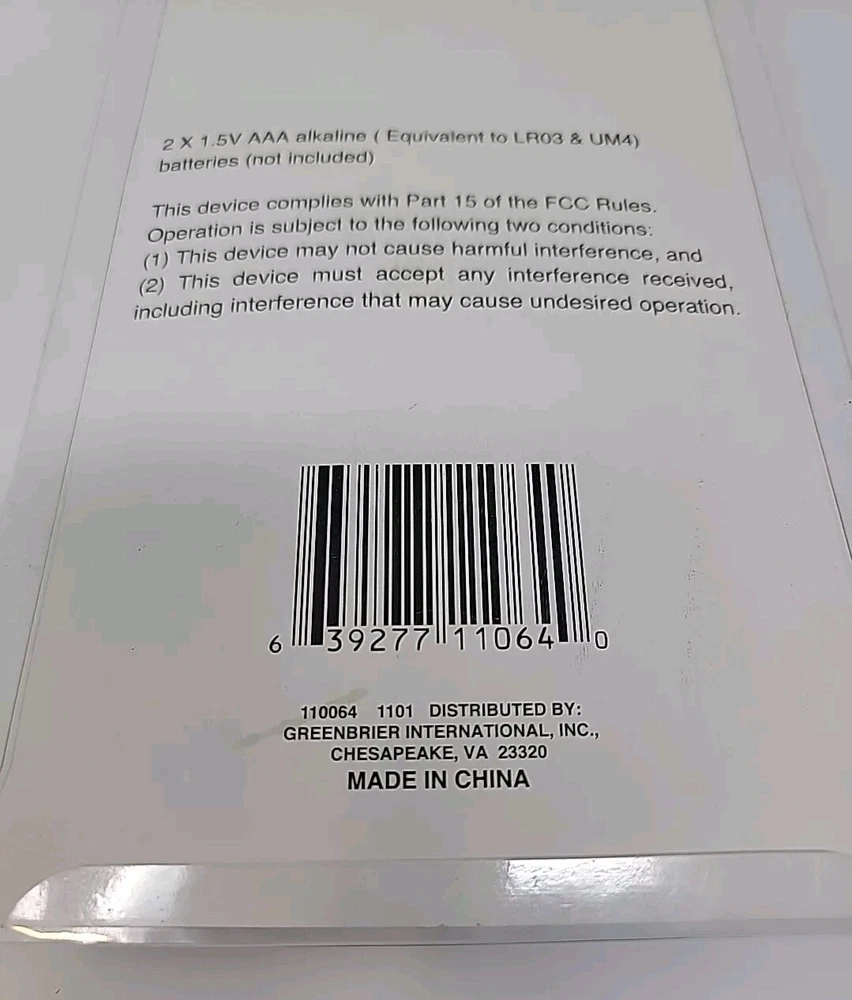 2 X 1.5V AAA alkaline ( Equivalent to LR03 & UM4)
batteries (not included)
This device complies with Part 15 of the FCC Rules.
Operation is subject to the following two conditions:
(1) This device may not cause harmful interference, and
(2) This device must accept any interference received,
including interference that may cause undesired operation.
6 39277 11064 0
110064 1101 DISTRIBUTED BY:
GREENBRIER INTERNATIONAL, INC.,
CHESAPEAKE, VA 23320
MADE IN CHINA